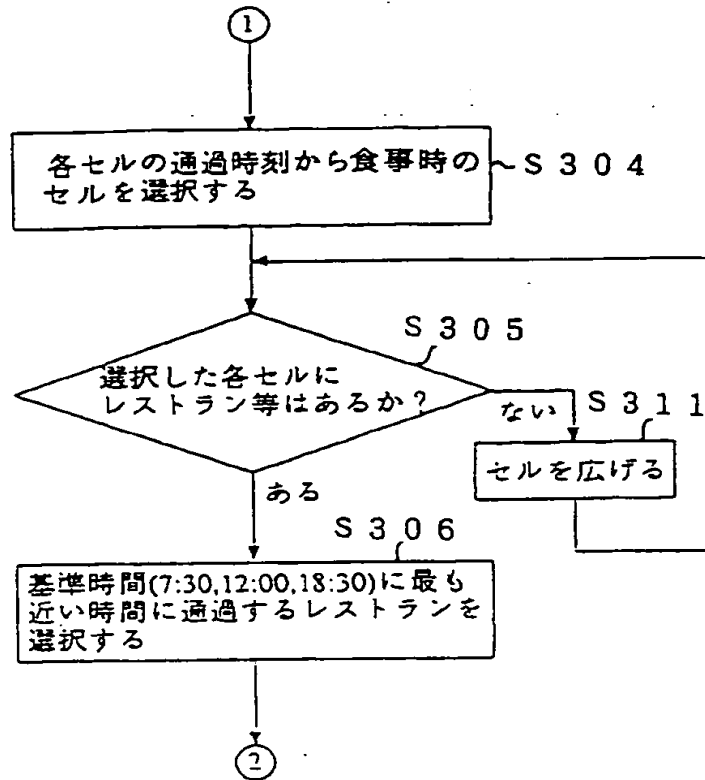 1
各セルの通過時刻から食事時の
セルを選択する
～S304
S305
選択した各セルに
レストラン等はあるか?
ない
S311
セルを広げる
ある
S306
基準時間(7:30,12:00,18:30)に最も
近い時間に通過するレストランを
選択する
2